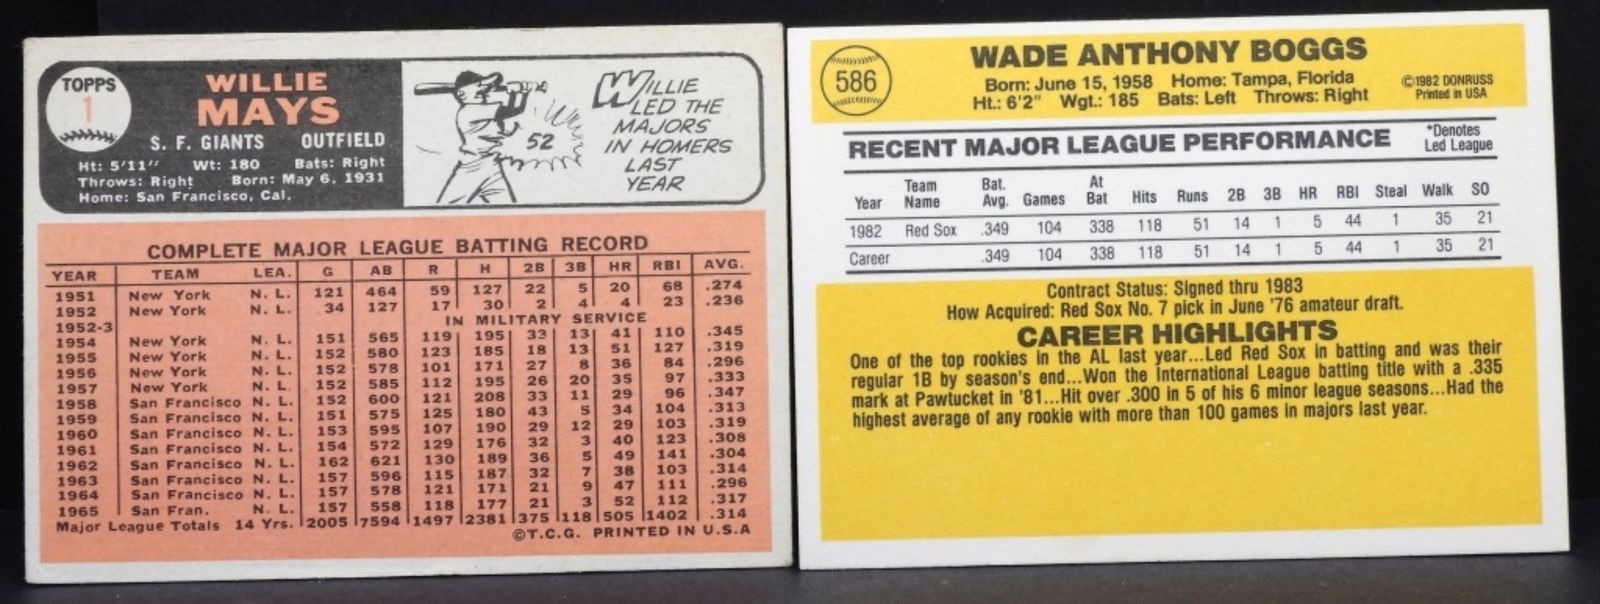 TOPPS
1
WILLIE
MAYS
S. F. GIANTS OUTFIELD
Ht: 5'11" Wt: 180 Bats: Right
Throws: Right Born: May 6, 1931
Home: San Francisco, Cal.
52
WILLIE
LED THE
MAJORS
IN HOMERS
LAST
YEAR
COMPLETE MAJOR LEAGUE BATTING RECORD
YEAR TEAM LEA. G AB R H 2B 3B HR RBI AVG.
1951 New York N. L. 121 464 59 127 22 5 20 68 .274
1952 New York N. L. 34 127 17 30 2 4 4 23 .236
1952-3 IN MILITARY SERVICE
1954 New York N. L. 151 565 119 195 33 13 41 110 .345
1955 New York N. L. 152 580 123 185 18 13 51 127 .319
1956 New York N. L. 152 578 101 171 27 8 36 84 .296
1957 New York N. L. 152 585 112 195 26 20 35 97 .333
1958 San Francisco N. L. 152 600 121 208 33 11 29 96 .347
1959 San Francisco N. L. 151 575 125 180 43 5 34 104 .313
1960 San Francisco N. L. 153 595 107 190 29 12 29 103 .319
1961 San Francisco N. L. 154 572 129 176 32 3 40 123 .308
1962 San Francisco N. L. 162 621 130 189 36 5 49 141 .304
1963 San Francisco N. L. 157 596 115 187 32 7 38 103 .314
1964 San Francisco N. L. 157 578 121 171 21 9 47 111 .296
1965 San Fran. N. L. 157 558 118 177 21 3 52 112 .317
Major League Totals 14 Yrs. 2005 7594 1497 2381 375 118 505 1402 .314
©T.C.G. PRINTED IN U.S.A
586
WADE ANTHONY BOGGS
Born: June 15, 1958 Home: Tampa, Florida
Ht.: 6'2" Wgt.: 185 Bats: Left Throws: Right
©1982 DONRUSS
Printed in USA
RECENT MAJOR LEAGUE PERFORMANCE
*Denotes
Led League
Year Team Name Bat. Avg. Games At Bat Hits Runs 2B 3B HR RBI Steal Walk SO
1982 Red Sox .349 104 338 118 51 14 1 5 44 1 35 21
Career .349 104 338 118 51 14 1 5 44 1 35 21
Contract Status: Signed thru 1983
How Acquired: Red Sox No. 7 pick in June '76 amateur draft.
CAREER HIGHLIGHTS
One of the top rookies in the AL last year...Led Red Sox in batting and was their
regular 1B by season's end...Won the International League batting title with a .335
mark at Pawtucket in '81...Hit over .300 in 5 of his 6 minor league seasons...Had the
highest average of any rookie with more than 100 games in majors last year.